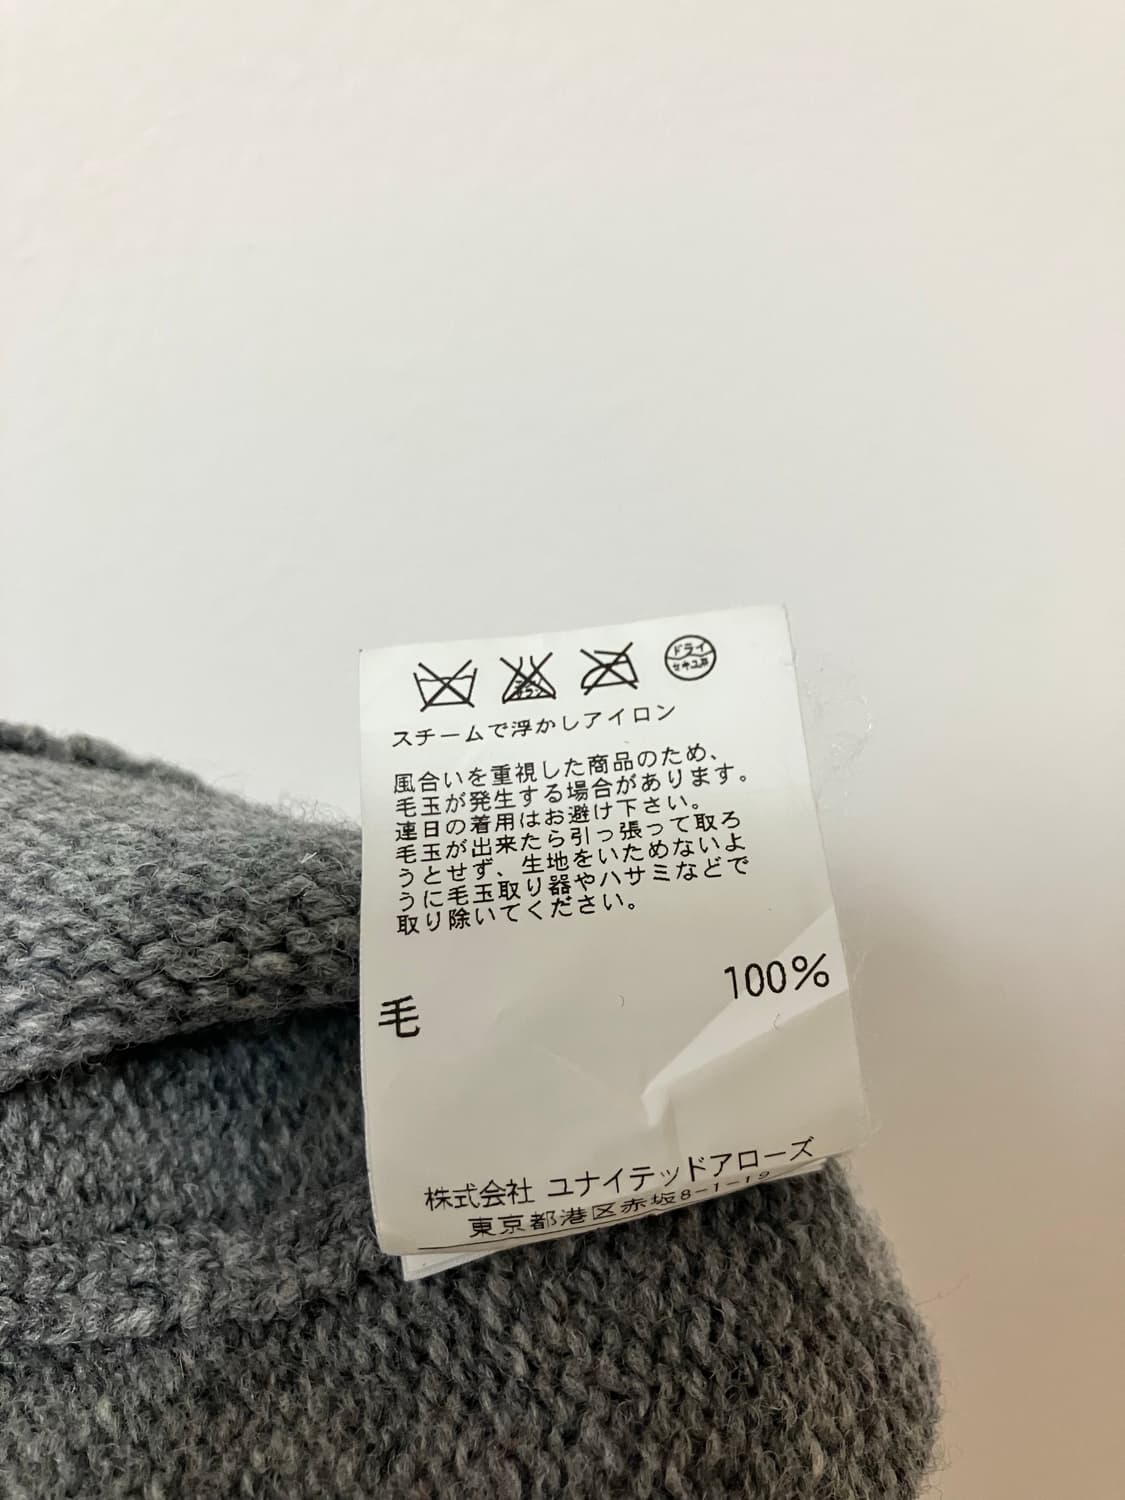 ドライ
セキユ系
スチームで浮かしアイロン
風合いを重視した商品のため、
毛玉が発生する場合があります。
連日の着用はお避け下さい。
毛玉が出来たら引っ張って取ろ
うとせず、生地をいためないよ
うに毛玉取り器やハサミなどで
取り除いてください。
毛 100%
株式会社 ユナイテッドアローズ
東京都港区赤坂8-1-19